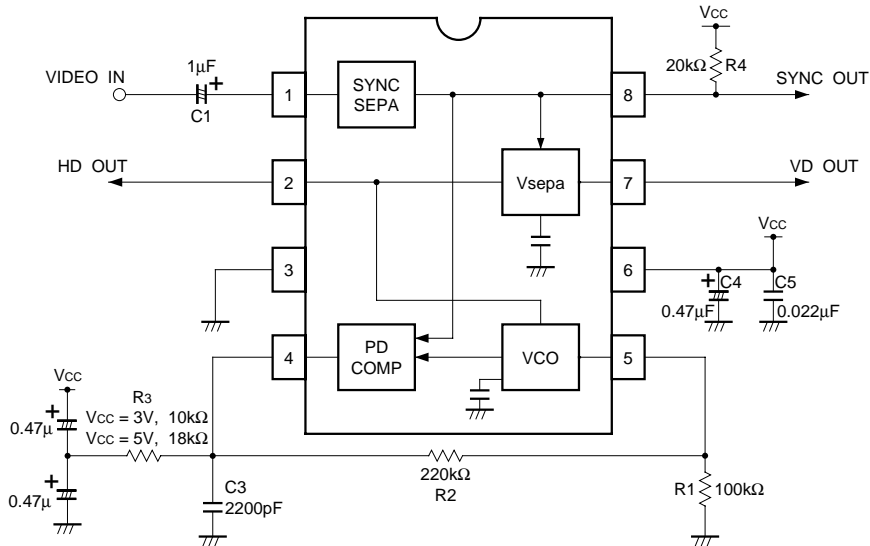 VCC
1μF
+
VIDEO IN
C1
1
SYNC
SEPA
8
20kΩ
R4
SYNC OUT
HD OUT
2
Vsepa
7
VD OUT
VCC
3
6
+
C4
C5
0.47μF
0.022μF
4
PD
COMP
VCO
5
VCC
R3
+
VCC = 3V, 10kΩ
0.47μ
VCC = 5V, 18kΩ
+
0.47μ
220kΩ
R2
C3
2200pF
R1
100kΩ